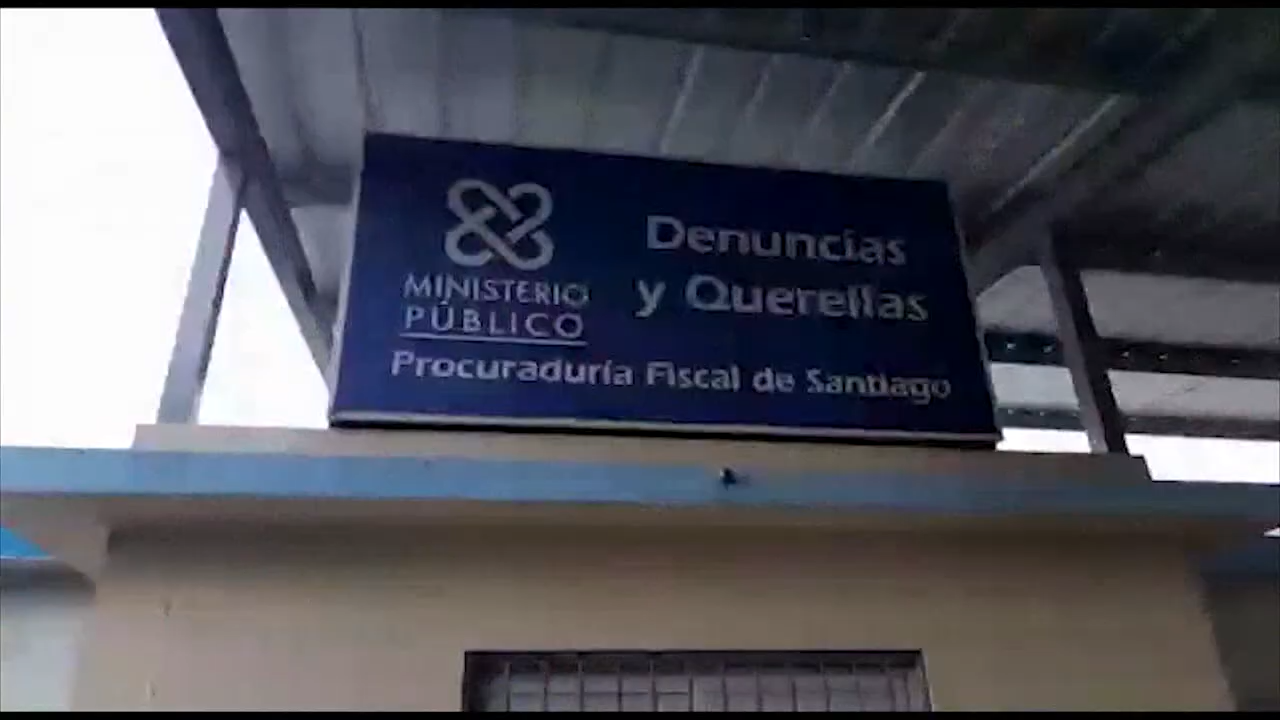 MINISTERIO
PÚBLICO
Denuncias
y Querellas
Procuraduría Fiscal de Santiago